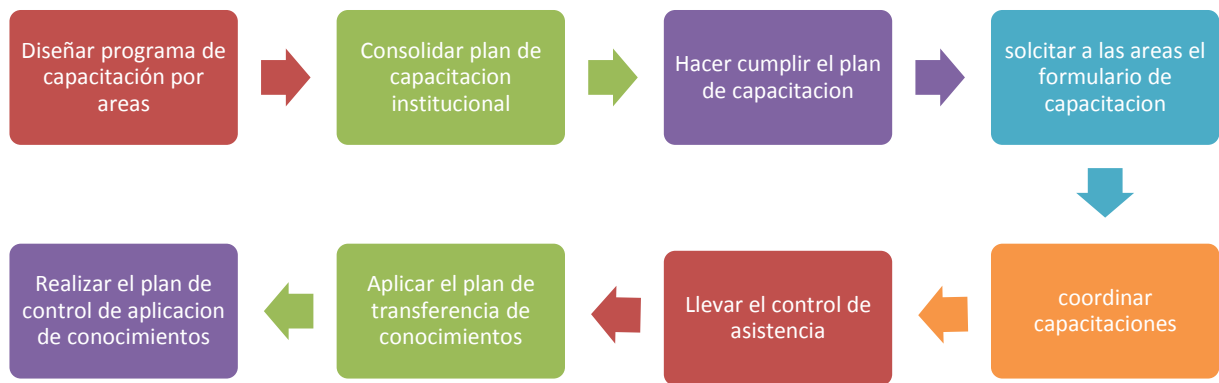 Diseñar programa de
capacitación por
areas
Consolidar plan de
capacitacion
institucional
Hacer cumplir el plan
de capacitacion
solcitar a las areas el
formulario de
capacitacion
coordinar
capacitaciones
Llevar el control de
asistencia
Aplicar el plan de
transferencia de
conocimientos
Realizar el plan de
control de aplicacion
de conocimientos